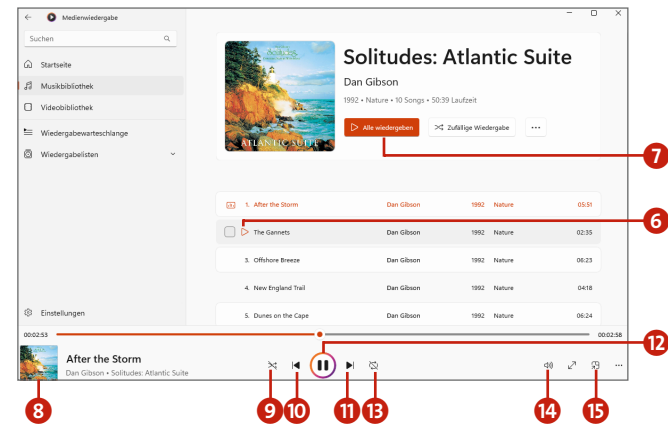 Medienwiedergabe
Suchen
Startseite
Musikbibliothek
Videobibliothek
Wiedergabewarteschlange
Wiedergabelisten
Einstellungen
ATLANTIC SUITE
Solitudes: Atlantic Suite
Dan Gibson
1992 • Nature • 10 Songs • 50:39 Laufzeit
Alle wiedergeben Zufällige Wiedergabe
7
1. After the Storm Dan Gibson 1992 Nature 05:51
6
The Gannets Dan Gibson 1992 Nature 02:35
3. Offshore Breeze Dan Gibson 1992 Nature 06:23
4. New England Trail Dan Gibson 1992 Nature 04:18
5. Dunes on the Cape Dan Gibson 1992 Nature 06:24
00:02:53 00:02:58
12
After the Storm
Dan Gibson • Solitudes: Atlantic Suite
8 9 10 11 13 14 15